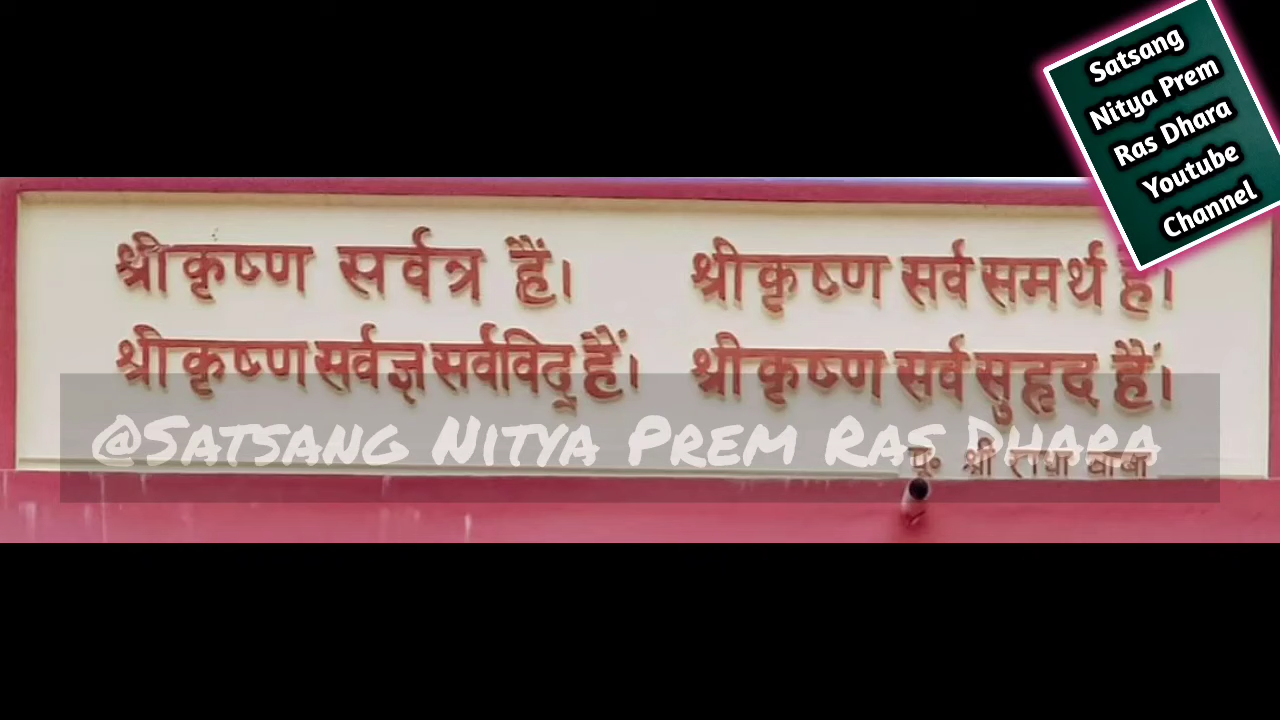 Satsang
Nitya Prem
Ras Dhara
Youtube
Channel
श्रीकृष्ण सर्वत्र हैं।
श्रीकृष्ण सर्वज्ञ सर्वविद् हैं।
श्रीकृष्ण सर्व समर्थ हैं।
श्रीकृष्ण सर्व सुहृद हैं।
पू० श्री राधा बाबा
@Satsang Nitya Prem Ras Dhara